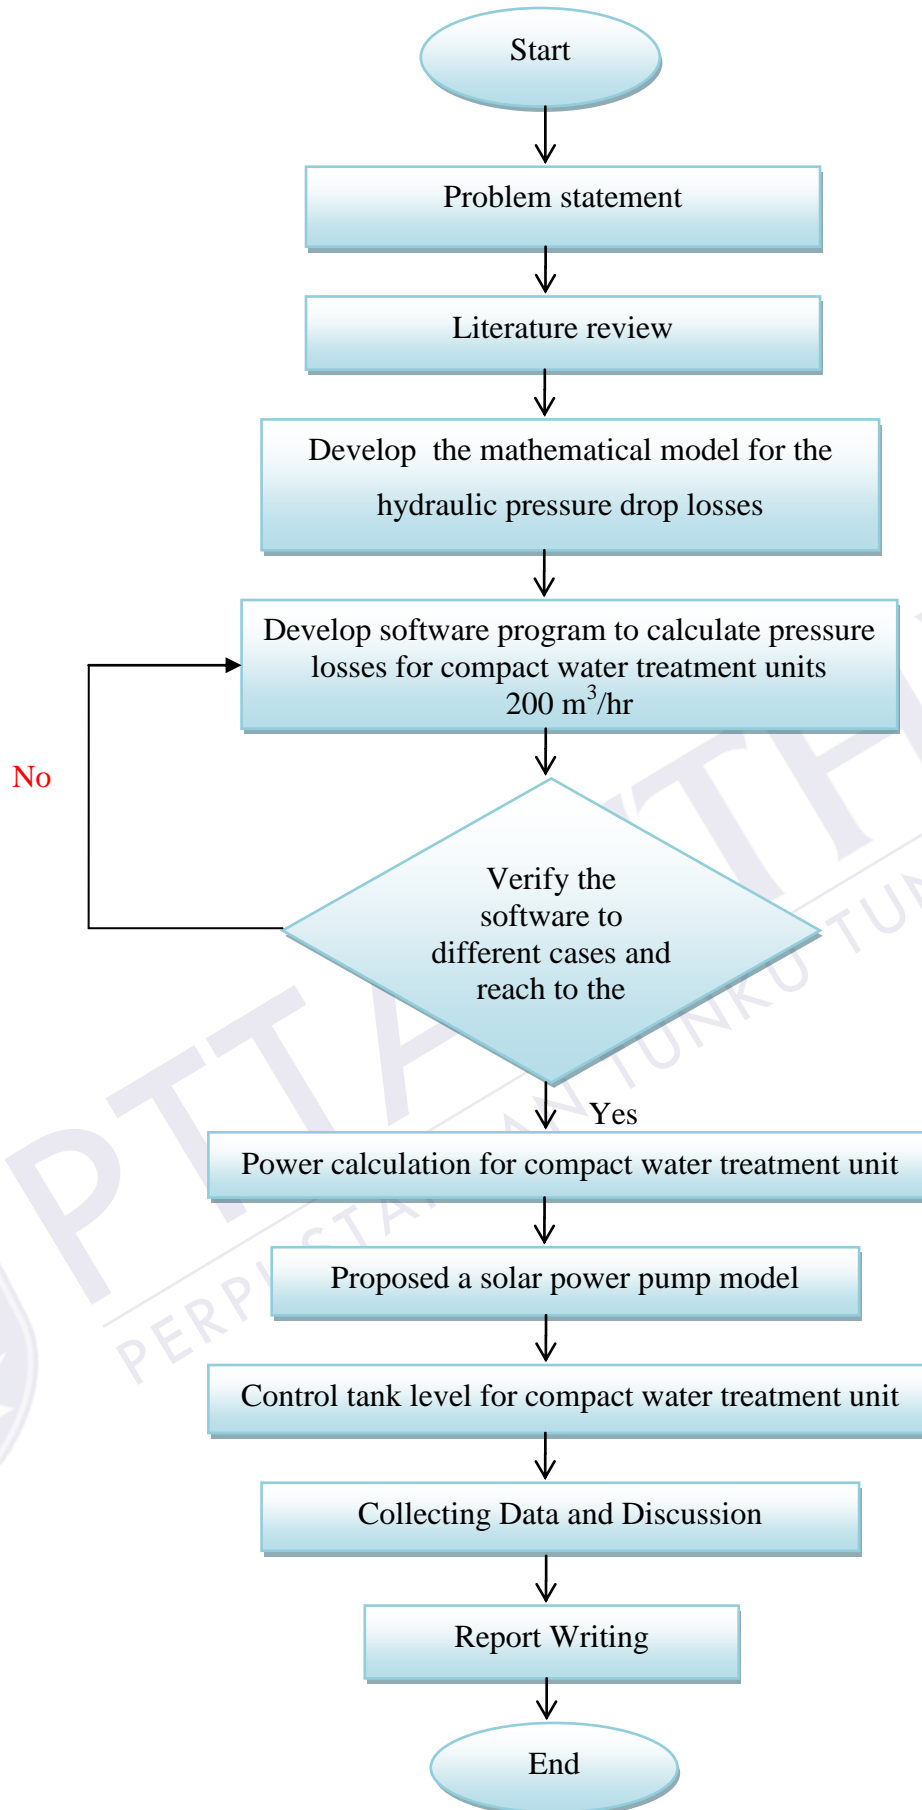 Start
Problem statement
Literature review
Develop  the mathematical model for the
hydraulic pressure drop losses
Develop software program to calculate pressure
losses for compact water treatment units
200 m³/hr
No
Verify the
software to
different cases and
reach to the
Yes
Power calculation for compact water treatment unit
Proposed a solar power pump model
Control tank level for compact water treatment unit
Collecting Data and Discussion
Report Writing
End